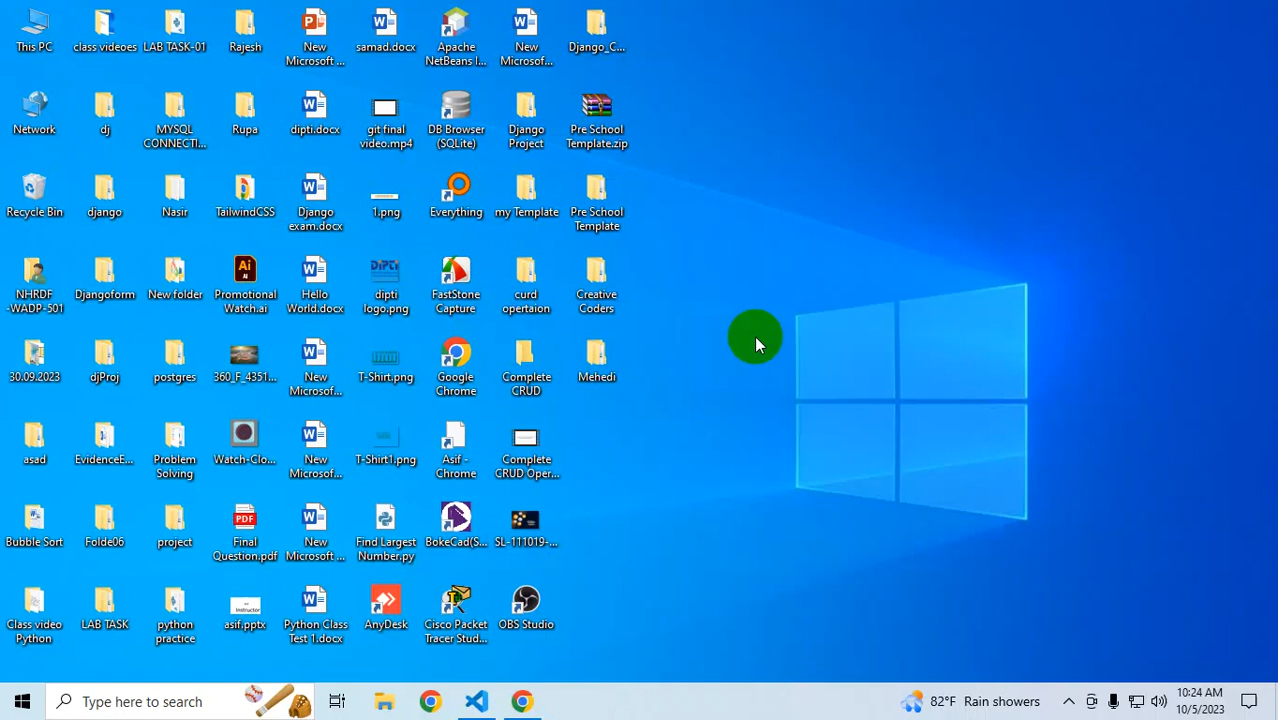 This PC
class videoes
LAB TASK-01
Rajesh
New
Microsoft ...
samad.docx
Apache
NetBeans I...
New
Microsof...
Django_C...
Network
dj
MYSQL
CONNECTI...
Rupa
dipti.docx
git final
video.mp4
DB Browser
(SQLite)
Django
Project
Pre School
Template.zip
Recycle Bin
django
Nasir
TailwindCSS
Django
exam.docx
1.png
Everything
my Template
Pre School
Template
NHRDF
-WADP-501
Djangoform
New folder
Promotional
Watch.ai
Hello
World.docx
dipti
logo.png
FastStone
Capture
curd
opertaion
Creative
Coders
30.09.2023
djProj
postgres
360_F_4351...
New
Microsof...
T-Shirt.png
Google
Chrome
Complete
CRUD
Mehedi
asad
EvidenceE...
Problem
Solving
Watch-Clo...
New
Microsof...
T-Shirt1.png
Asif -
Chrome
Complete
CRUD Oper...
Bubble Sort
Folde06
project
Final
Question.pdf
New
Microsoft ...
Find Largest
Number.py
BokeCad(S...
SL-111019-...
Class video
Python
LAB TASK
python
practice
asif.pptx
Python Class
Test 1.docx
AnyDesk
Cisco Packet
Tracer Stud...
OBS Studio
Ai
DIPTI
PDF
Instructor
Type here to search
82°F Rain showers
10:24 AM
10/5/2023